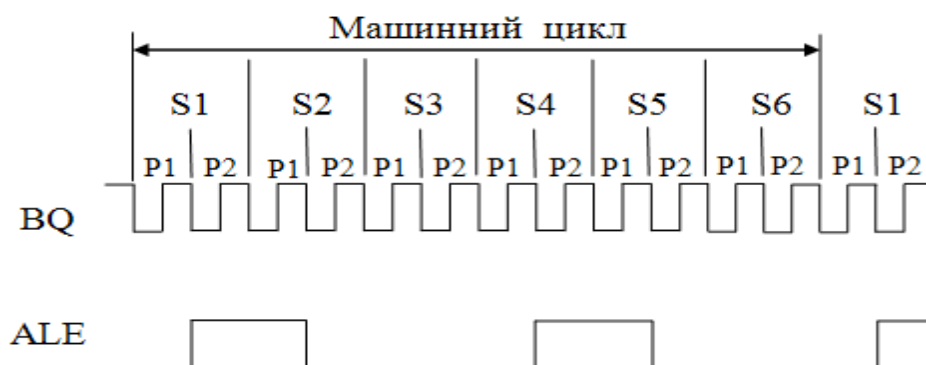 Машинний цикл
S1 S2 S3 S4 S5 S6 S1
P1 P2 P1 P2 P1 P2 P1 P2 P1 P2 P1 P2 P1 P2
BQ
ALE